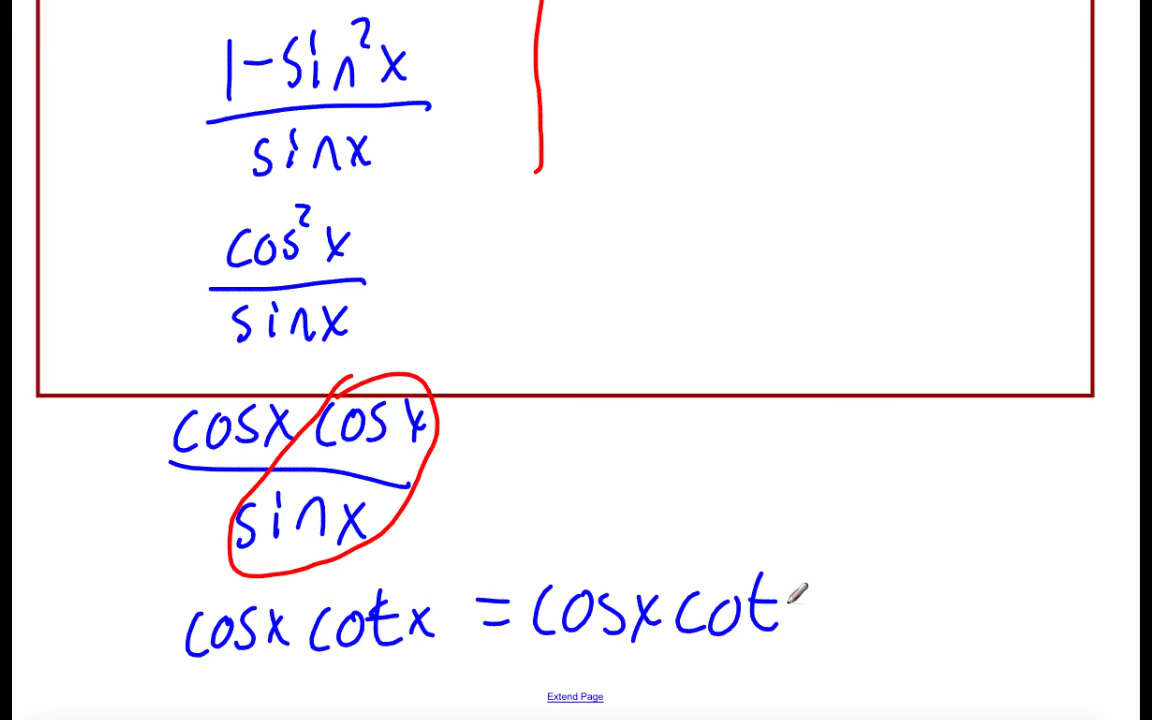 1-sin²x
sinx
cos²x
sinx
cosx cosx
sinx
cosx cotx = cosx cot
Extend Page